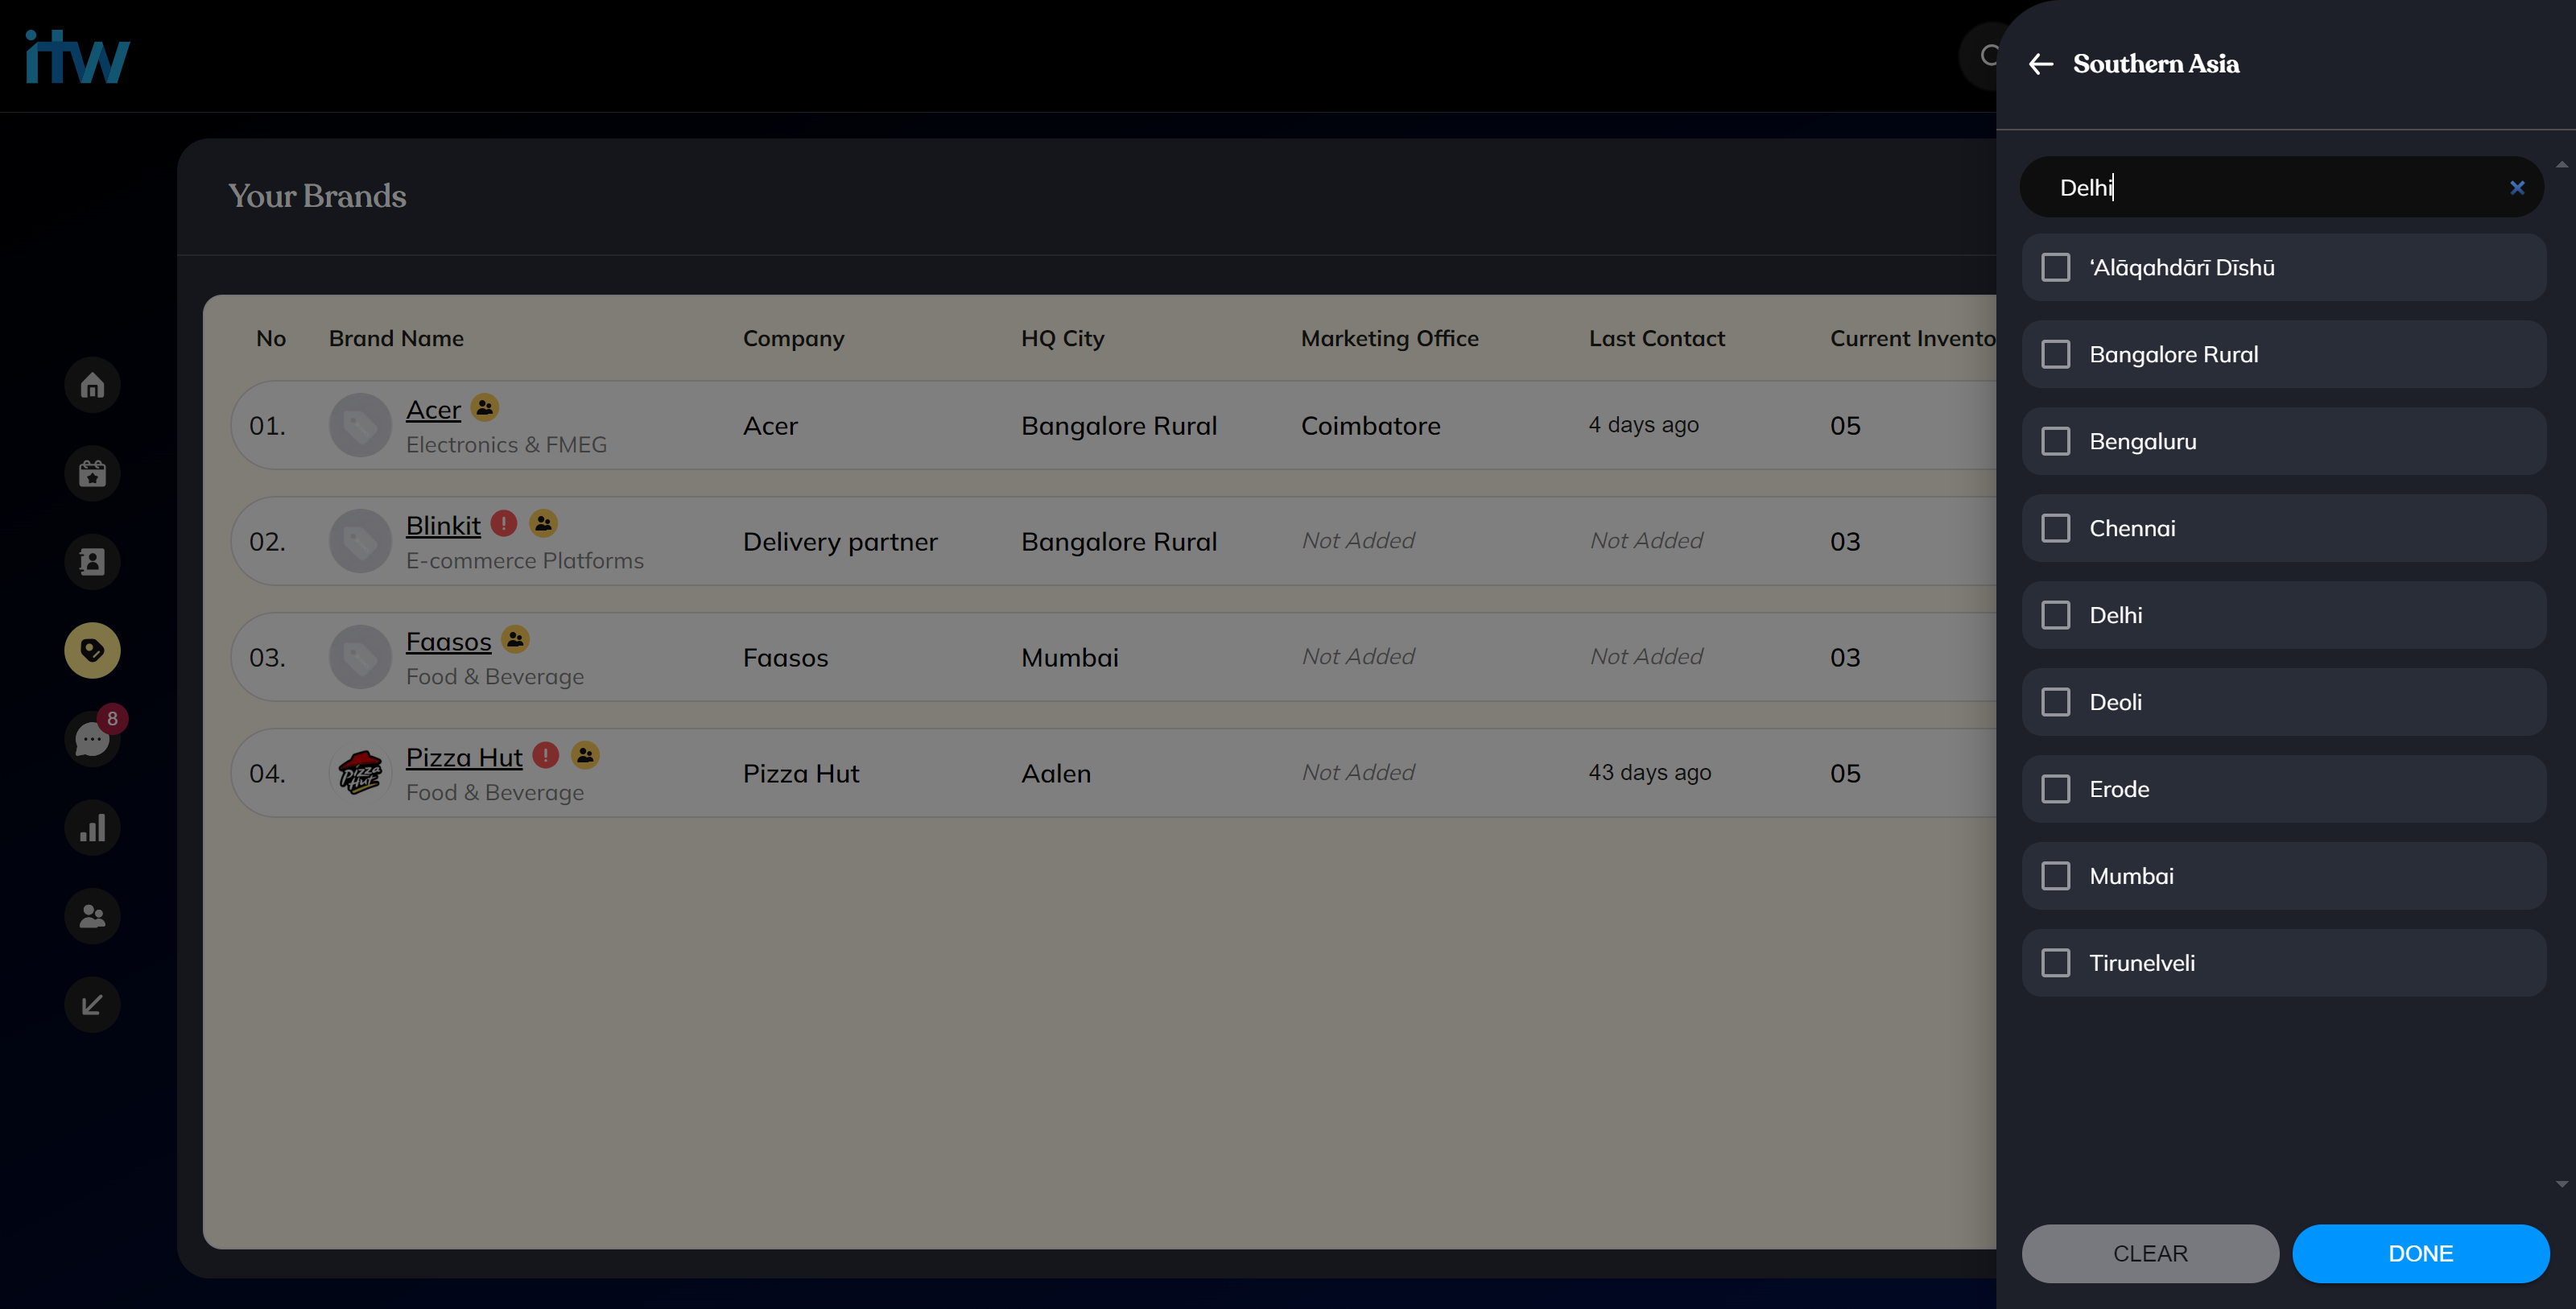 itw
Southern Asia
Delhi
Your Brands
‘Alāqahdārī Dīshū
Bangalore Rural
Bengaluru
Chennai
Delhi
Deoli
Erode
Mumbai
Tirunelveli
CLEAR DONE
No Brand Name Company HQ City Marketing Office Last Contact Current Invento
01. Acer Acer Bangalore Rural Coimbatore 4 days ago 05
Electronics & FMEG
02. Blinkit Delivery partner Bangalore Rural Not Added Not Added 03
E-commerce Platforms
03. Faasos Faasos Mumbai Not Added Not Added 03
Food & Beverage
04. Pizza Hut Pizza Hut Pizza Hut Aalen Not Added 43 days ago 05
Food & Beverage
8